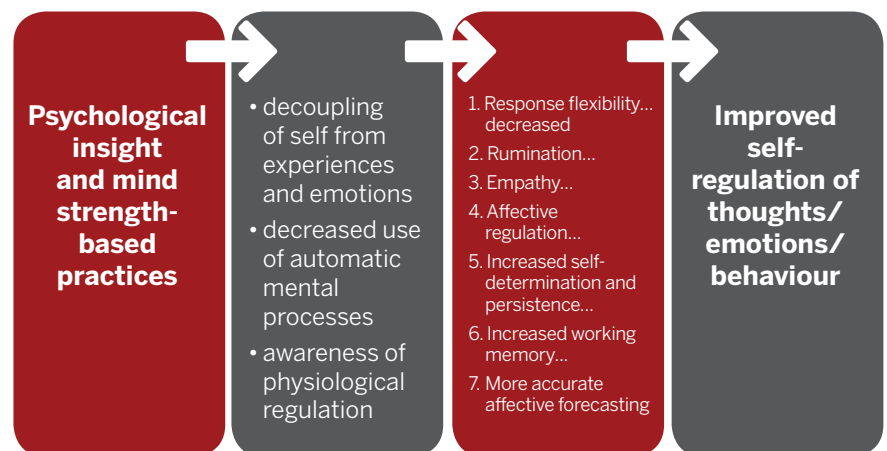 Psychological
insight
and mind
strength-
based
practices
• decoupling
of self from
experiences
and emotions
• decreased use
of automatic
mental
processes
• awareness of
physiological
regulation
1. Response flexibility...
decreased
2. Rumination...
3. Empathy...
4. Affective
regulation...
5. Increased self-
determination and
persistence...
6. Increased working
memory...
7. More accurate
affective forecasting
Improved
self-
regulation of
thoughts/
emotions/
behaviour